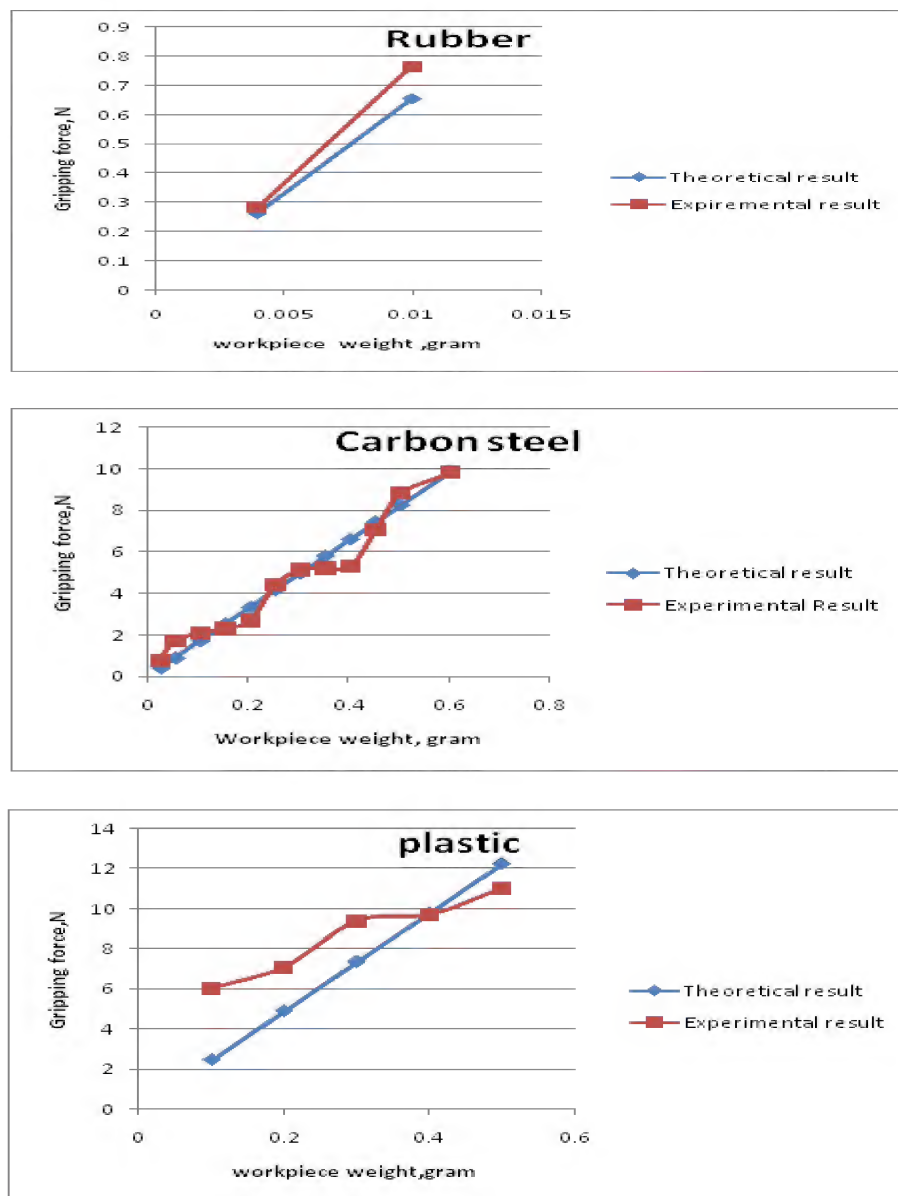 Rubber
0.9
0.8
0.7
0.6
0.5
0.4
0.3
0.2
0.1
0
Gripping force,N
0
0.005
0.01
0.015
workpiece weight ,gram
Theoretical result
Expiremental result
Carbon steel
12
10
8
6
4
2
0
Gripping force,N
0
0.2
0.4
0.6
0.8
Workpiece weight, gram
Theoretical result
Experimental Result
plastic
14
12
10
8
6
4
2
0
Gripping force,N
0
0.2
0.4
0.6
workpiece weight,gram
Theoretical result
Experimental result